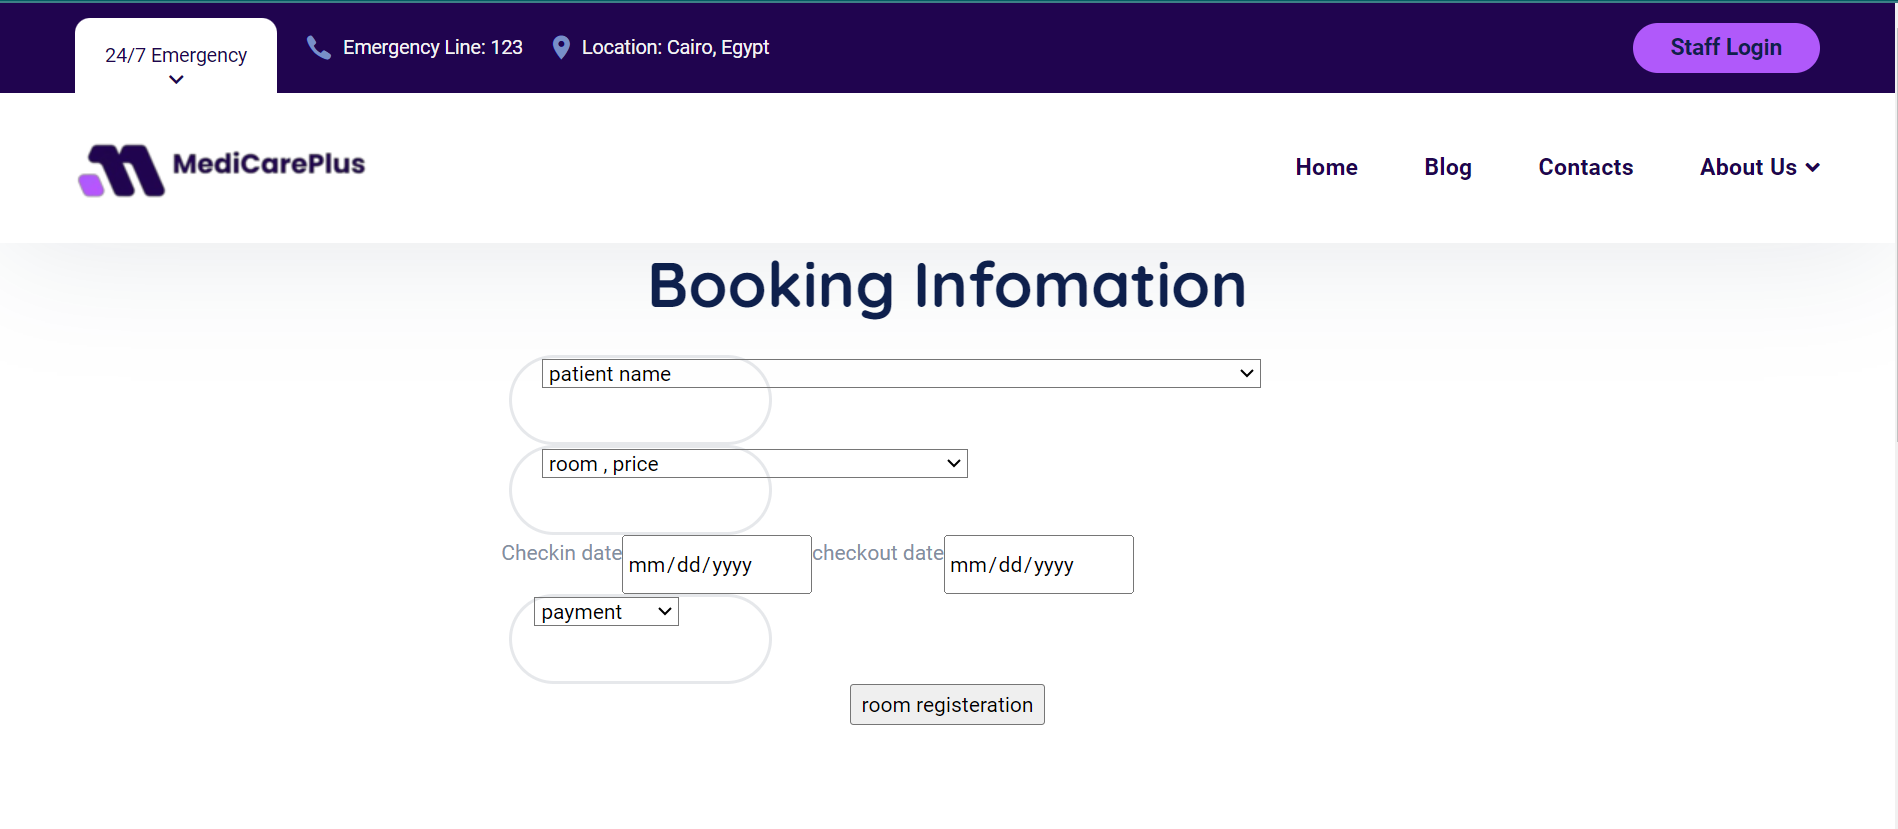 24/7 Emergency
Emergency Line: 123
Location: Cairo, Egypt
Staff Login
MediCarePlus
Home
Blog
Contacts
About Us
Booking Infomation
patient name
room , price
Checkin date
mm/dd/yyyy
checkout date
mm/dd/yyyy
payment
room registeration